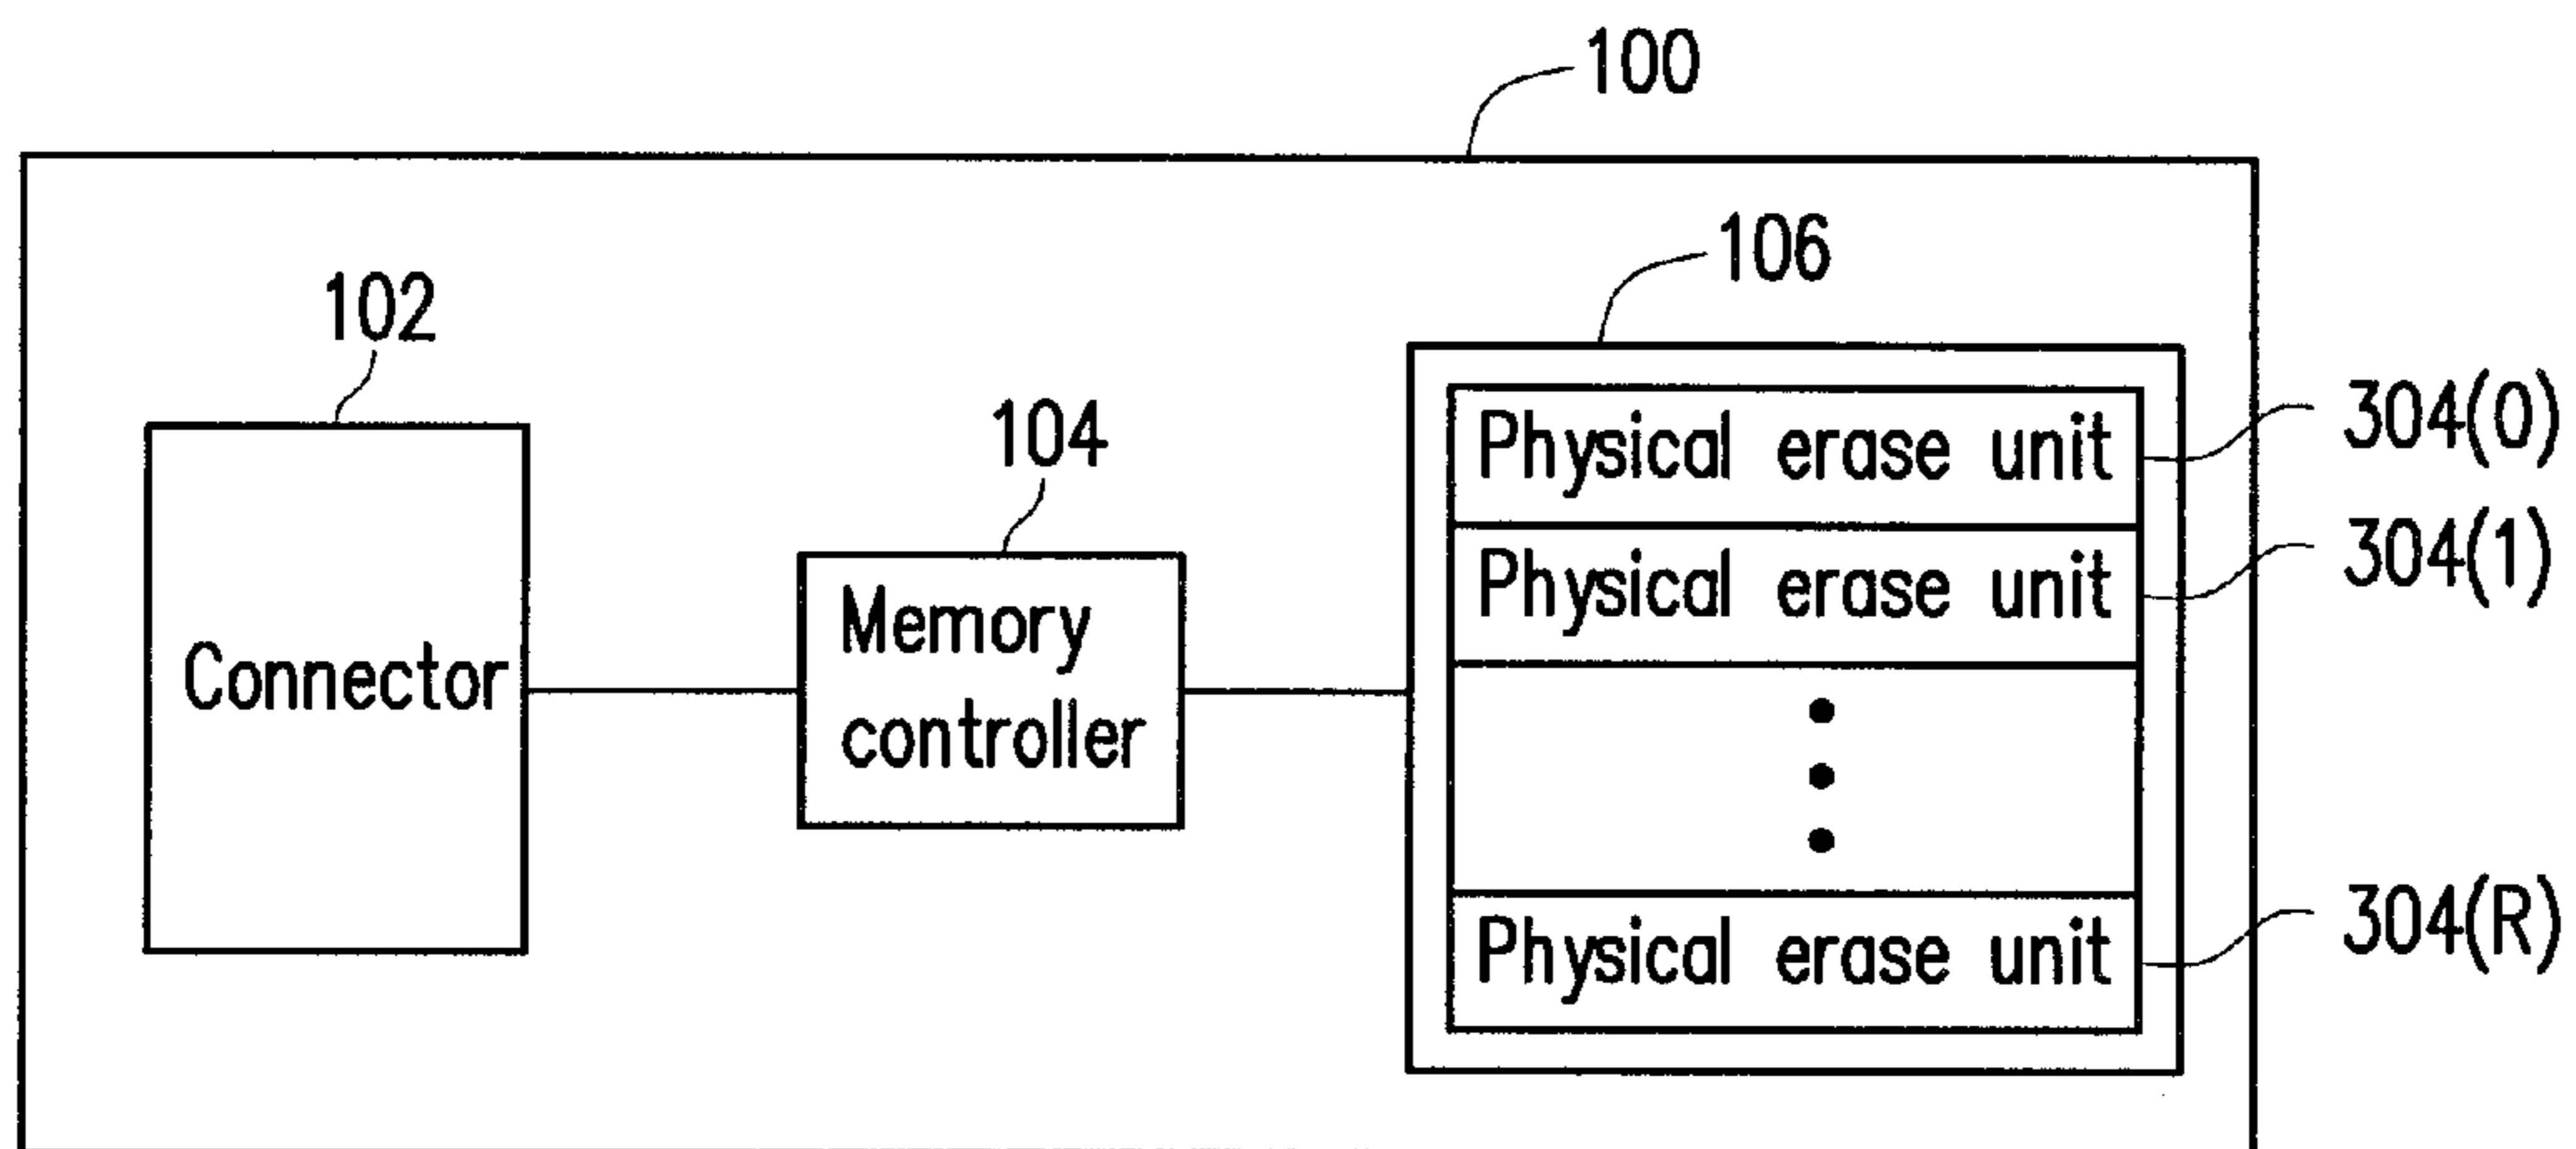 100
106
102
104
Physical erase unit 304(0)
Physical erase unit 304(1)
Memory
controller
Connector
Physical erase unit 304(R)